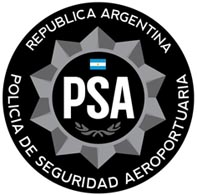 REPUBLICA ARGENTINA
PSA
POLICIA DE SEGURIDAD AEROPORTUARIA